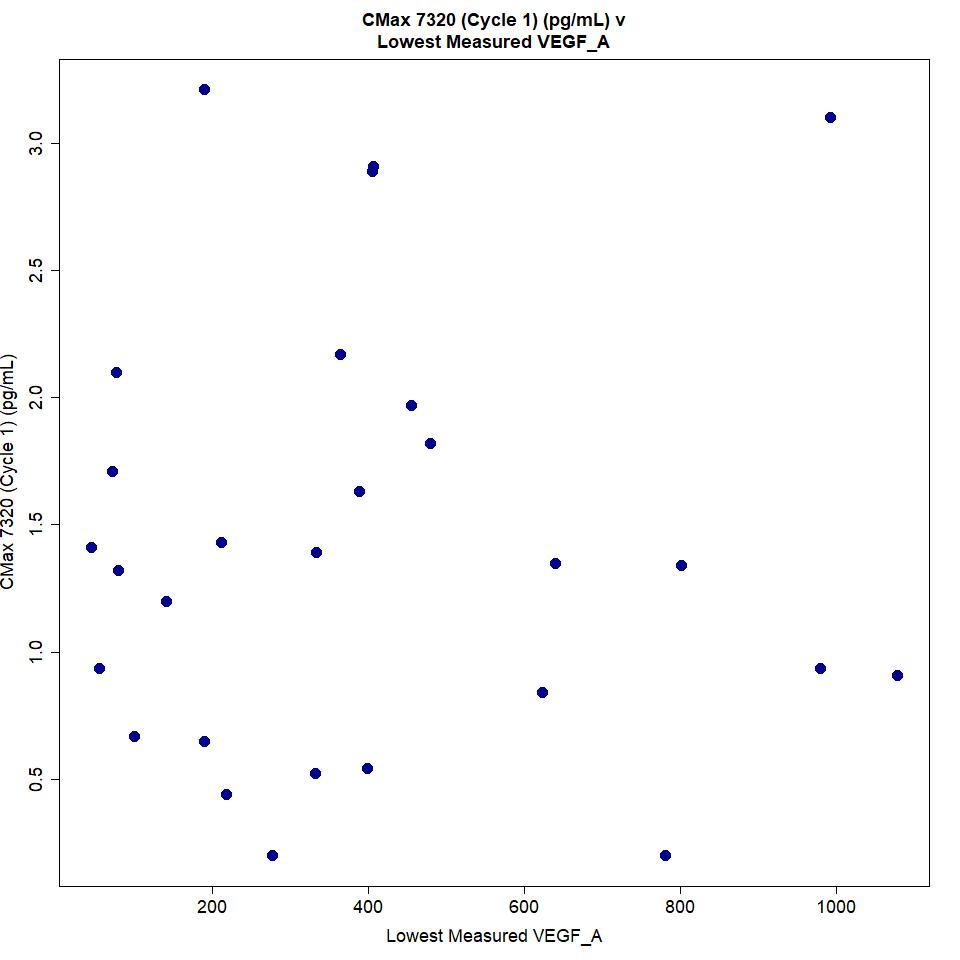 CMax 7320 (Cycle 1) (pg/mL) v
Lowest Measured VEGF_A
CMax 7320 (Cycle 1) (pg/mL)
3.0
2.5
2.0
1.5
1.0
0.5
200 400 600 800 1000
Lowest Measured VEGF_A